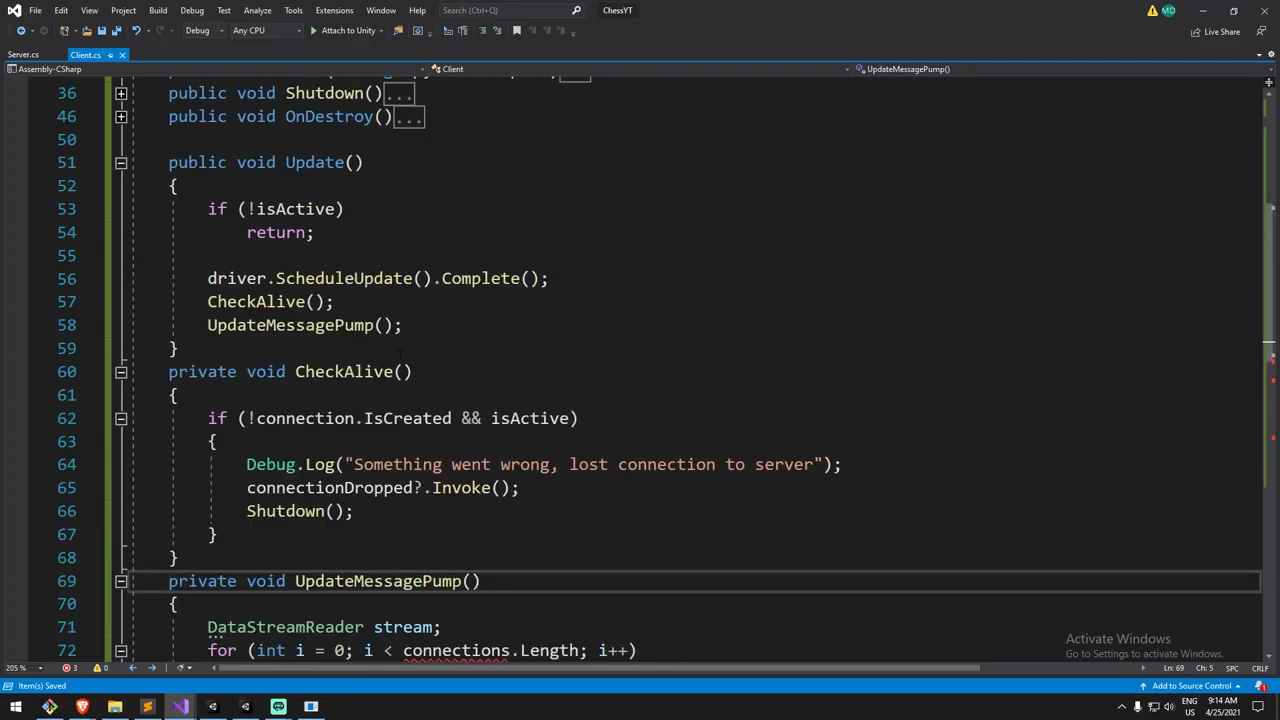 File Edit View Git Project Build Debug Test Analyze Tools Extensions Window Help Search (Ctrl+Q) ChessYT MD
Debug Any CPU Attach to Unity Live Share
Server.cs Client.cs
Assembly-CSharp Client UpdateMessagePump()
36 public void Shutdown()...
46 public void OnDestroy()...
50
51 public void Update()
52 {
53 if (!isActive)
54 return;
55
56 driver.ScheduleUpdate().Complete();
57 CheckAlive();
58 UpdateMessagePump();
59 }
60 private void CheckAlive()
61 {
62 if (!connection.IsCreated && isActive)
63 {
64 Debug.Log("Something went wrong, lost connection to server");
65 connectionDropped?.Invoke();
66 Shutdown();
67 }
68 }
69 private void UpdateMessagePump()
70 {
71 DataStreamReader stream;
72 for (int i = 0; i < connections.Length; i++)
Activate Windows
Go to Settings to activate Windows.
205 % 3 0 Ln: 69 Ch: 5 SPC CRLF
Item(s) Saved Add to Source Control 1
ENG US 9:14 AM 4/25/2021